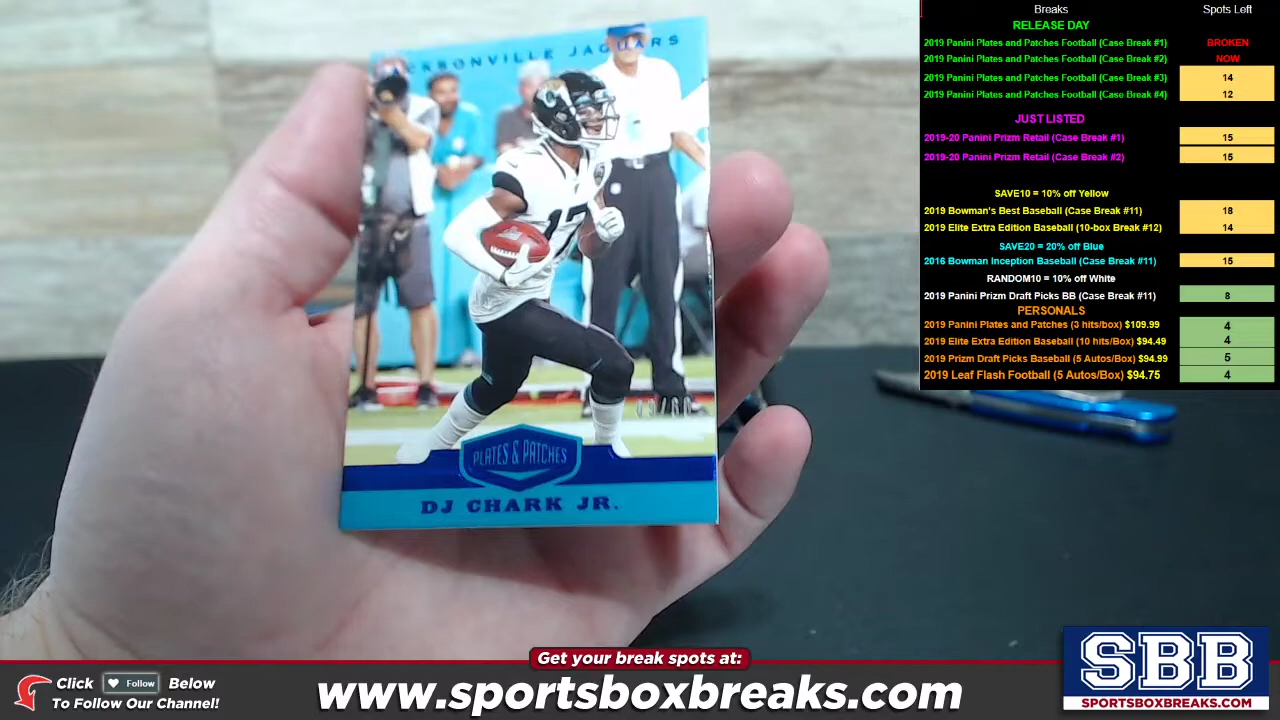 JACKSONVILLE JAGUARS
17
PLATES & PATCHES
DJ CHARK JR.
Breaks Spots Left
RELEASE DAY
2019 Panini Plates and Patches Football (Case Break #1) BROKEN
2019 Panini Plates and Patches Football (Case Break #2) NOW
2019 Panini Plates and Patches Football (Case Break #3) 14
2019 Panini Plates and Patches Football (Case Break #4) 12
JUST LISTED
2019-20 Panini Prizm Retail (Case Break #1) 15
2019-20 Panini Prizm Retail (Case Break #2) 15
SAVE10 = 10% off Yellow
2019 Bowman's Best Baseball (Case Break #11) 18
2019 Elite Extra Edition Baseball (10-box Break #12) 14
SAVE20 = 20% off Blue
2016 Bowman Inception Baseball (Case Break #11) 15
RANDOM10 = 10% off White
2019 Panini Prizm Draft Picks BB (Case Break #11) 8
PERSONALS
2019 Panini Plates and Patches (3 hits/box) $109.99 4
2019 Elite Extra Edition Baseball (10 hits/Box) $94.49 4
2019 Prizm Draft Picks Baseball (5 Autos/Box) $94.99 5
2019 Leaf Flash Football (5 Autos/Box) $94.75 4
Get your break spots at:
Click Follow Below
To Follow Our Channel!
www.sportsboxbreaks.com
SBB
SPORTSBOXBREAKS.COM